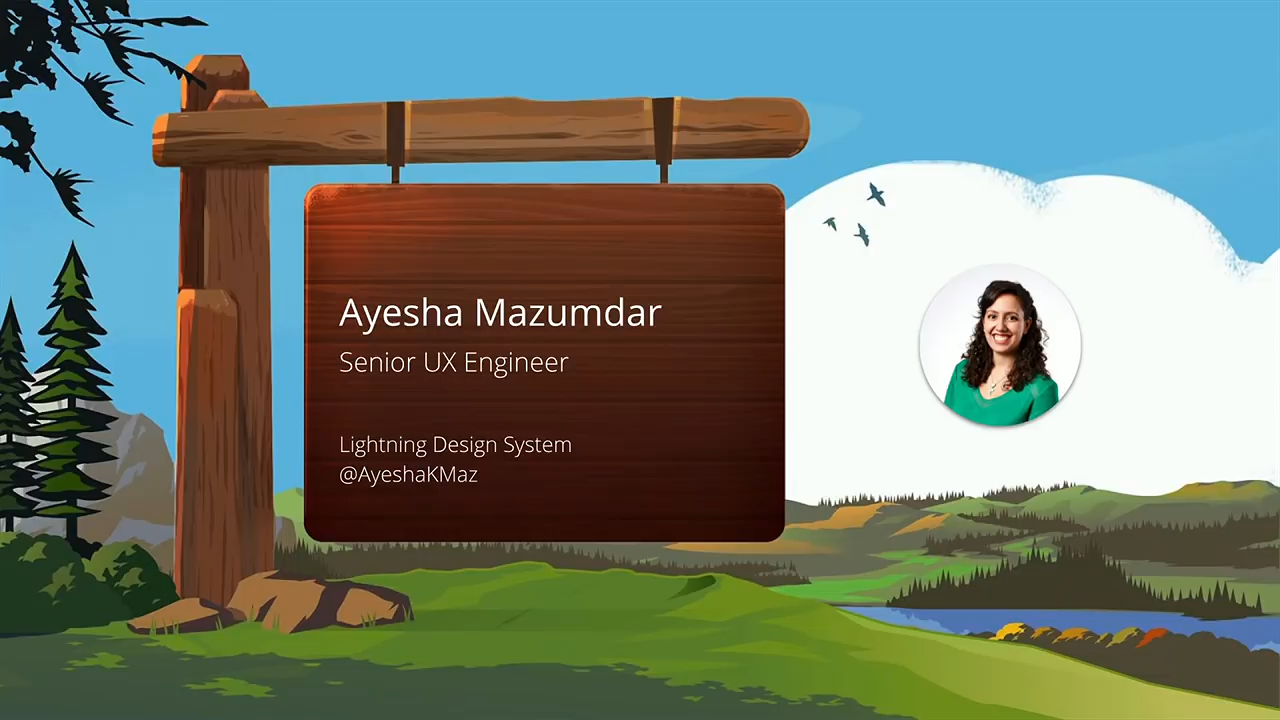 Ayesha Mazumdar
Senior UX Engineer
Lightning Design System
@AyeshaKMaz